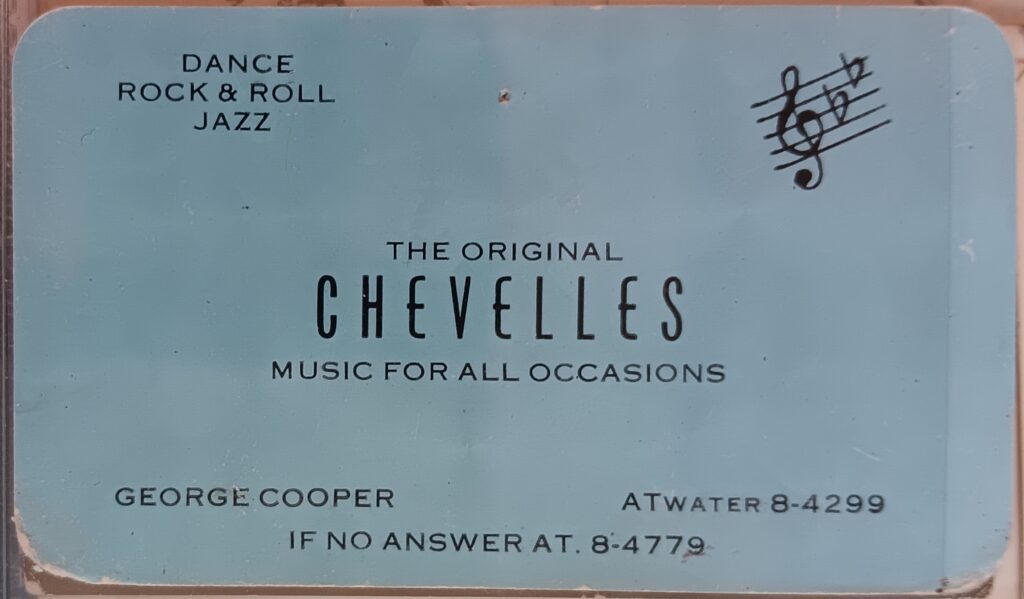 DANCE
ROCK & ROLL
JAZZ
THE ORIGINAL
CHEVELLES
MUSIC FOR ALL OCCASIONS
GEORGE COOPER
ATWATER 8-4299
IF NO ANSWER AT. 8-4779